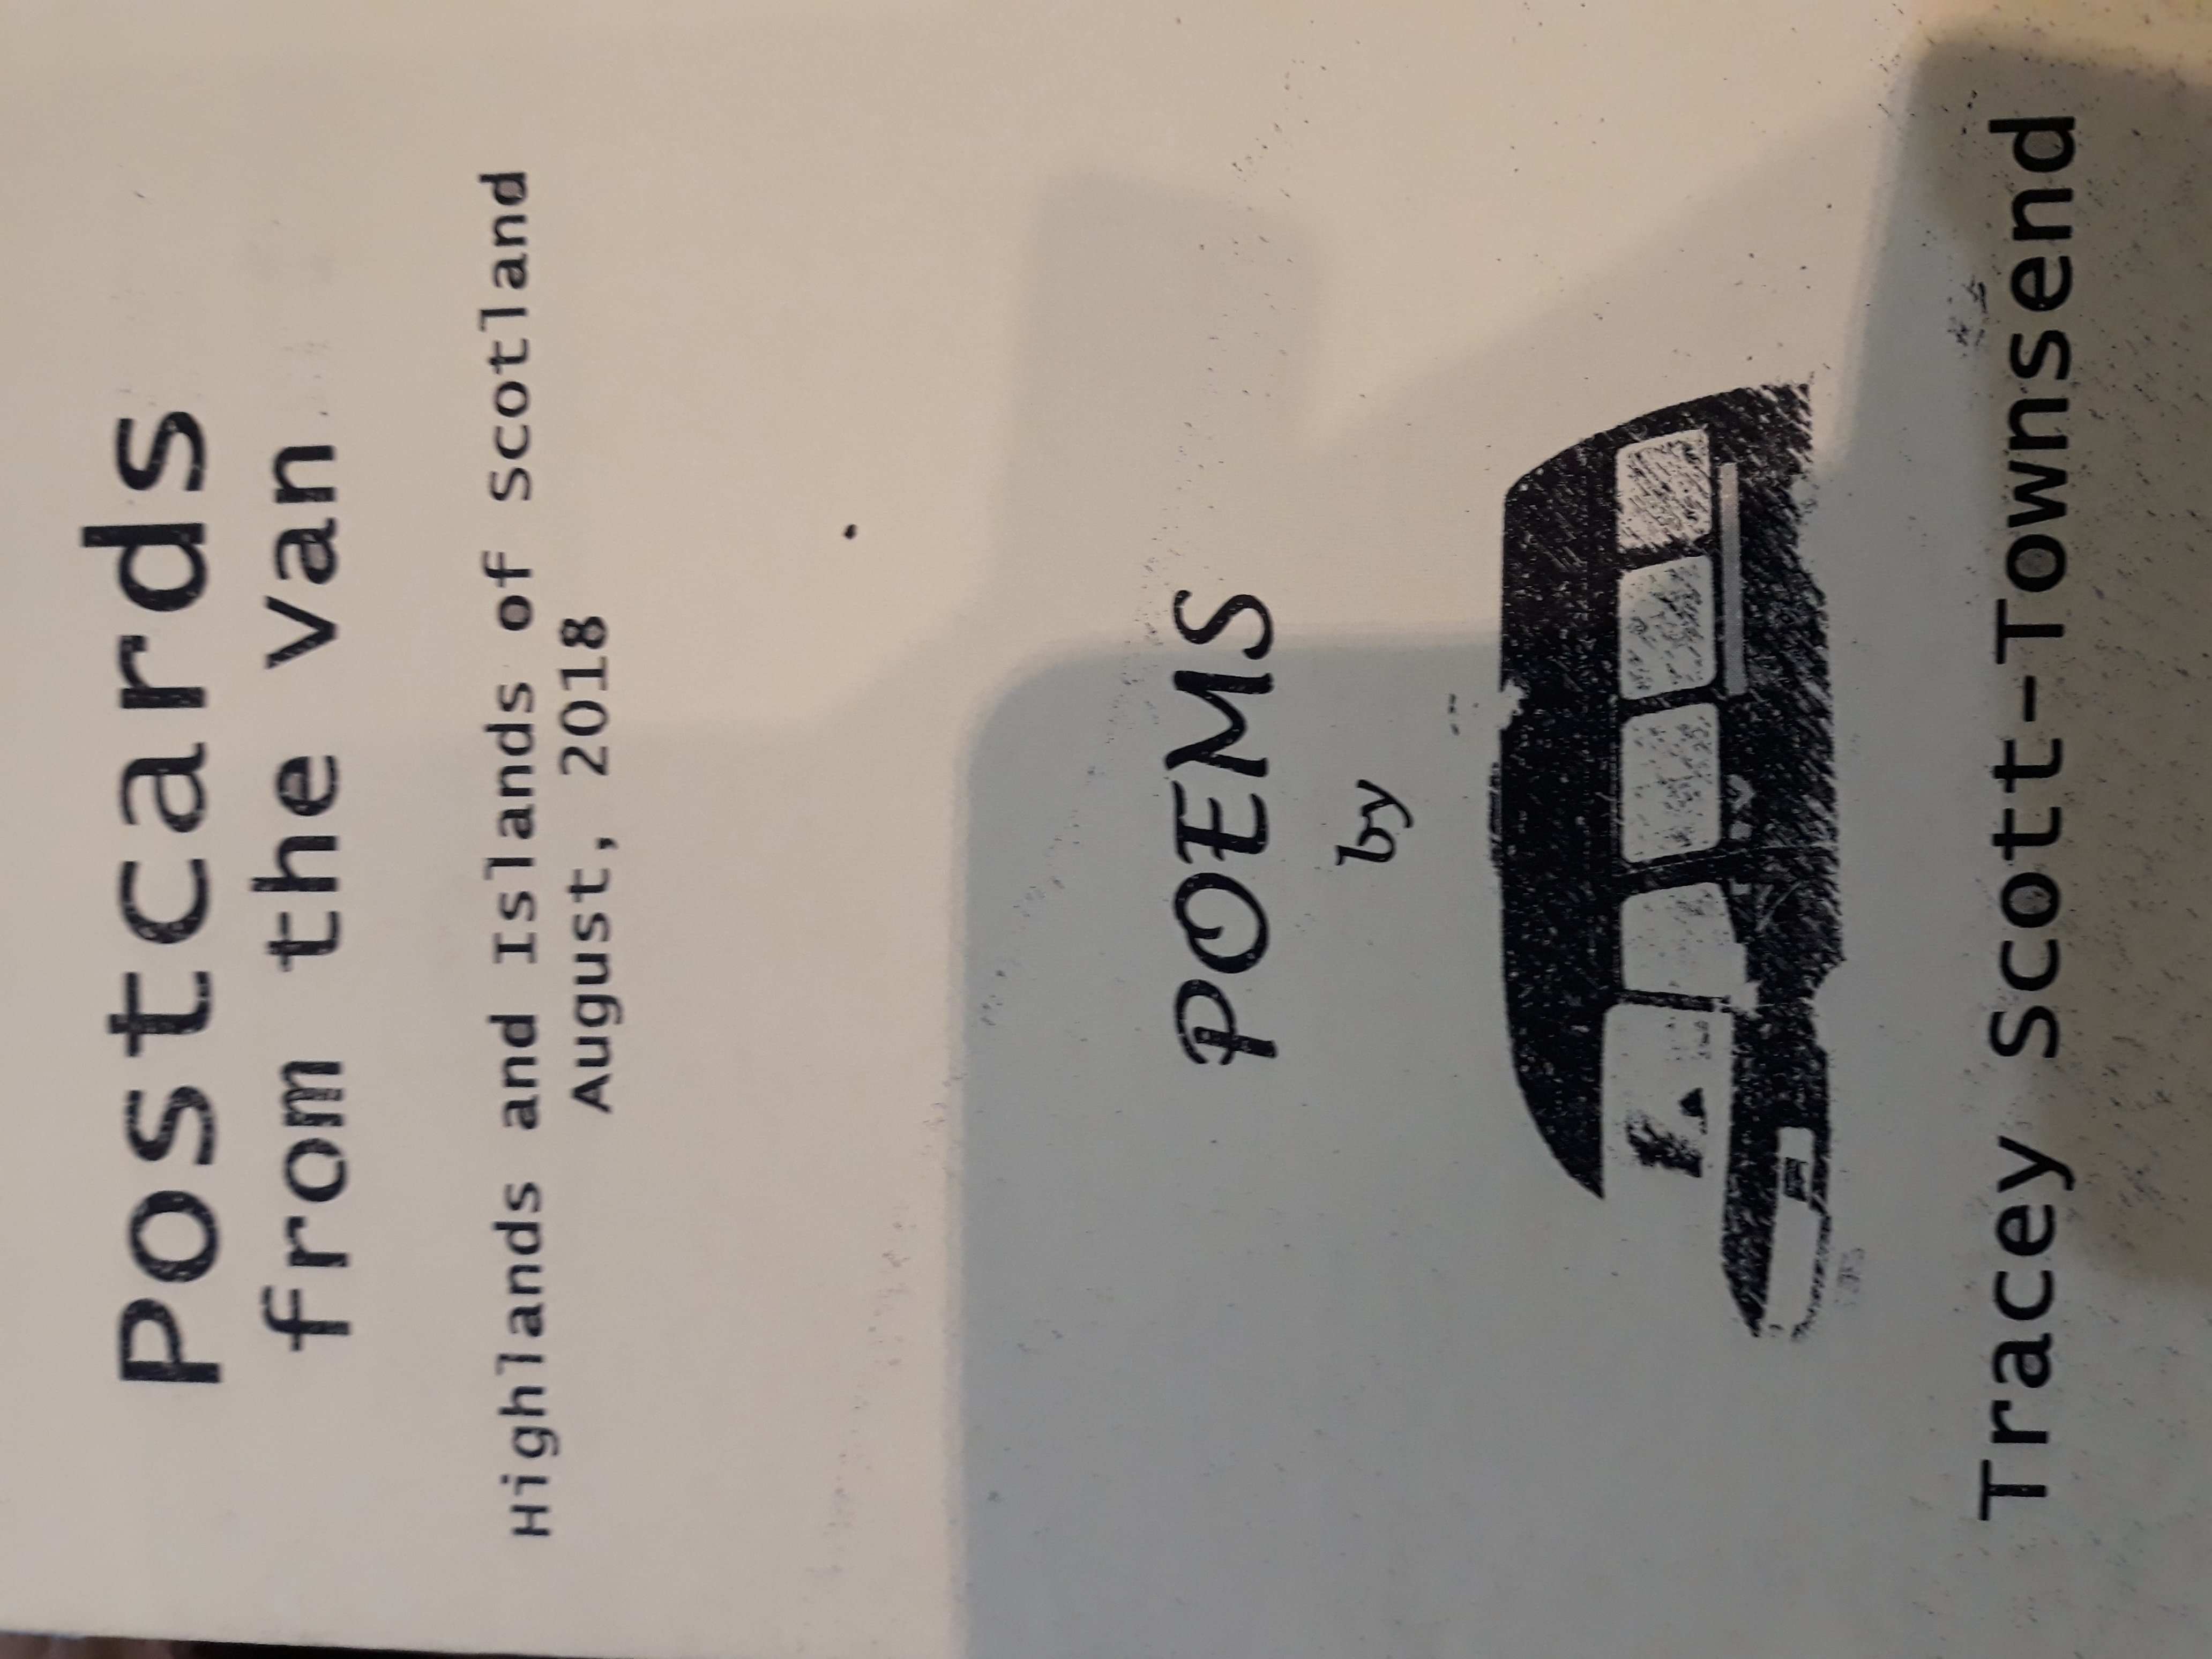 Postcards
from the Van
Highlands and Islands of Scotland
August, 2018
POEMS
by
Tracey Scott-Townsend